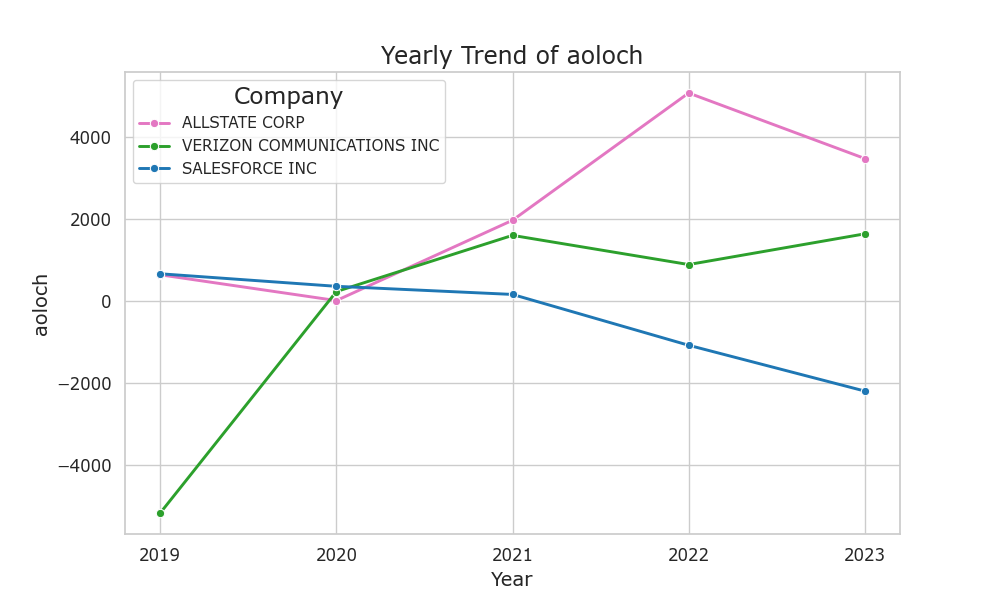 Yearly Trend of aoloch
Company
ALLSTATE CORP
VERIZON COMMUNICATIONS INC
SALESFORCE INC
4000
2000
0
−2000
−4000
aoloch
2019 2020 2021 2022 2023
Year